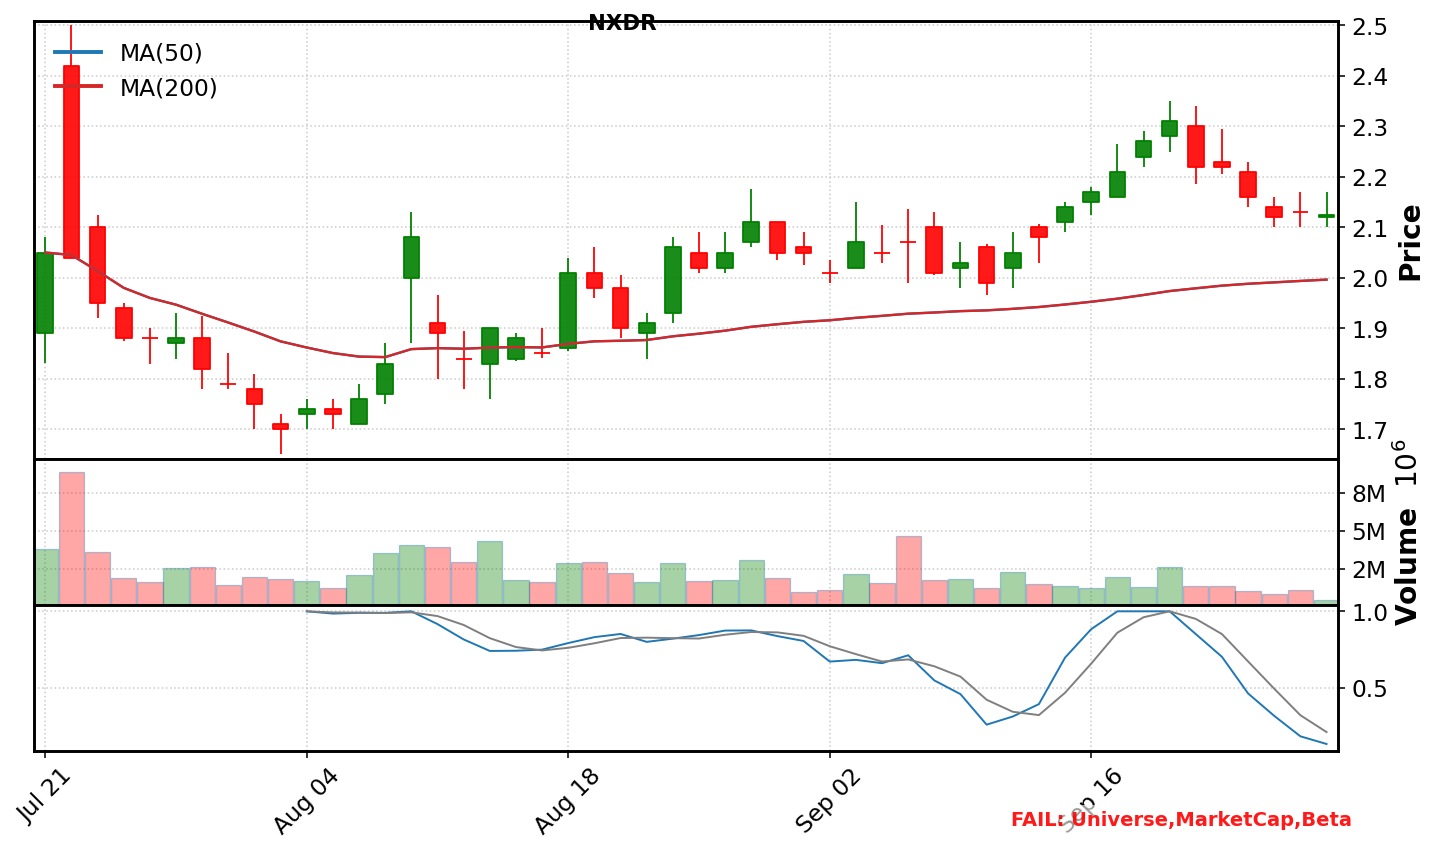 NXDR
MA(50)
MA(200)
2.5
2.4
2.3
2.2
2.1
2.0
1.9
1.8
1.7
Price
8M
5M
2M
Volume 10^6
1.0
0.5
Jul 21
Aug 04
Aug 18
Sep 02
Sep 16
FAIL: Universe,MarketCap,Beta